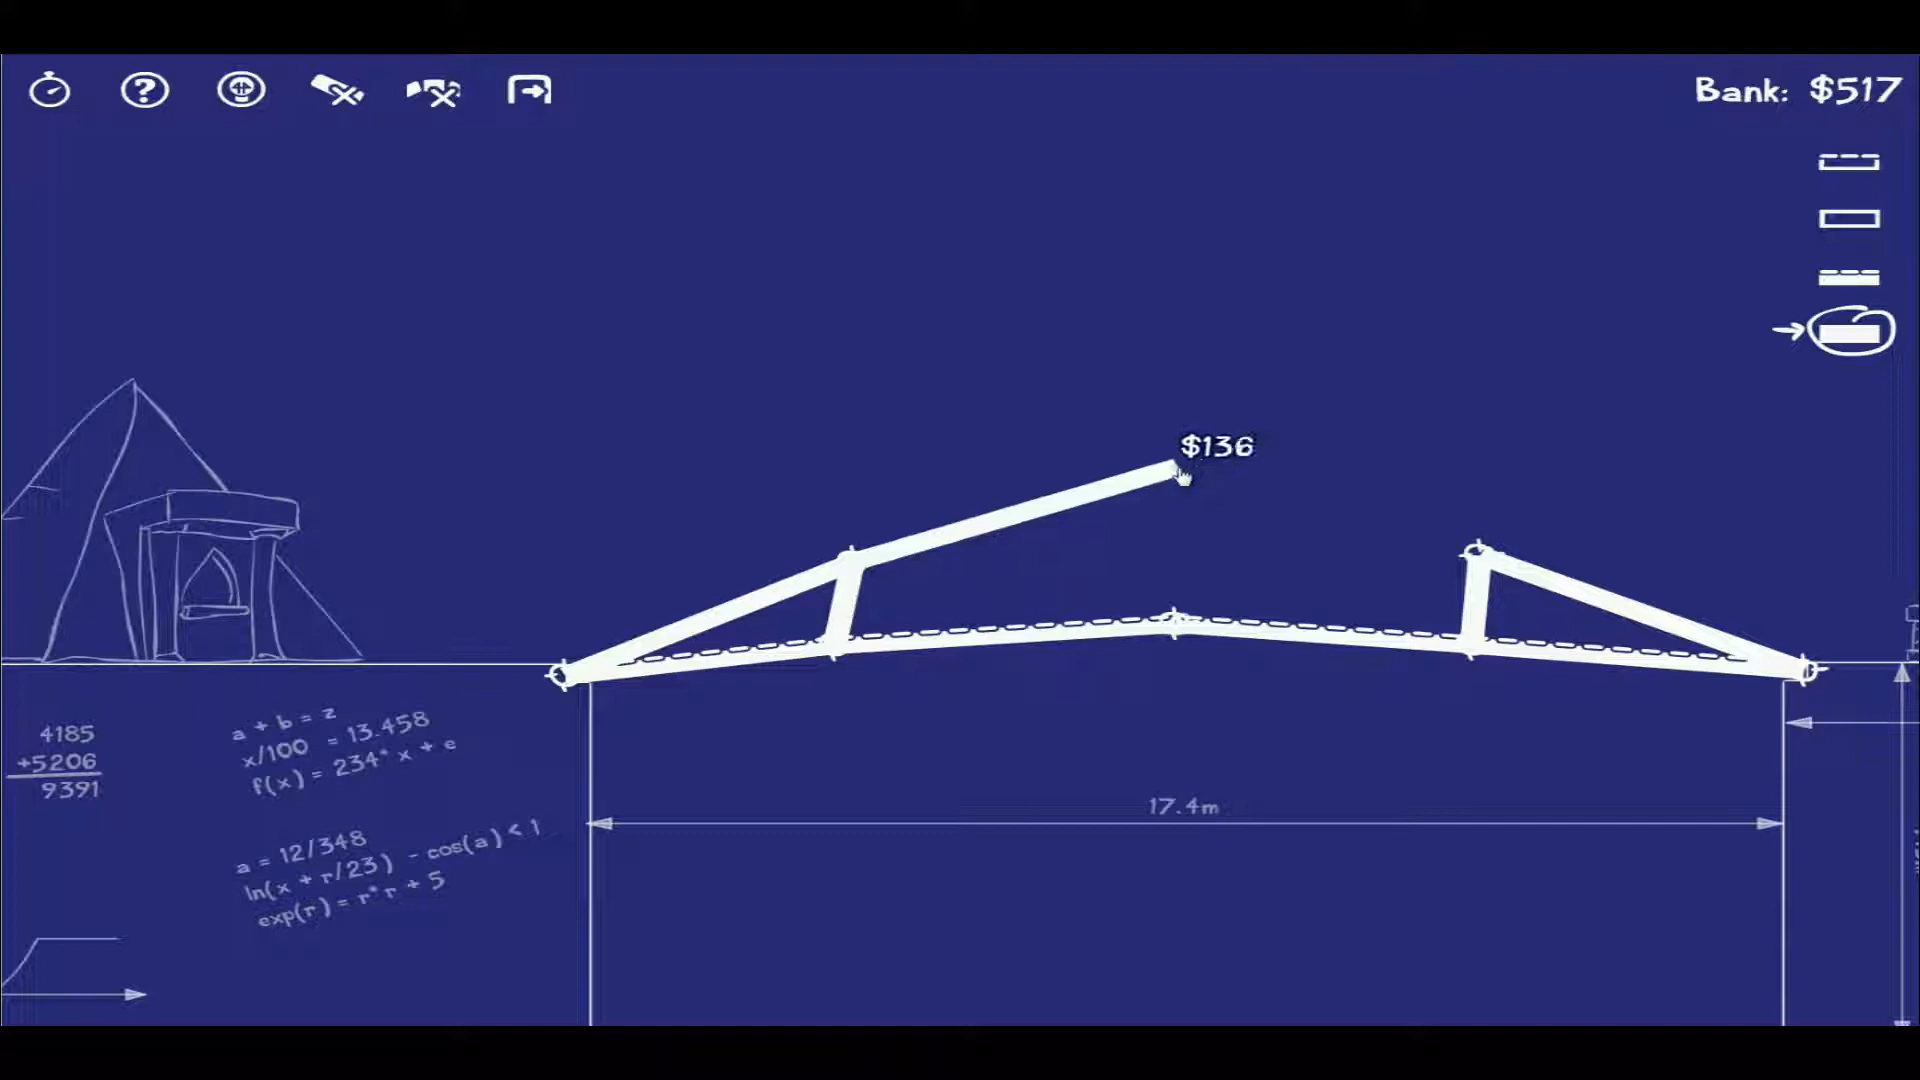 Bank: $517
$136
4185
+5206
9391
a + b = z
x/100 = 13.458
f(x) = 234* x + e
17.4m
a = 12/348
ln(x + r/23) - cos(a) < 1
exp(r) = r*r + 5